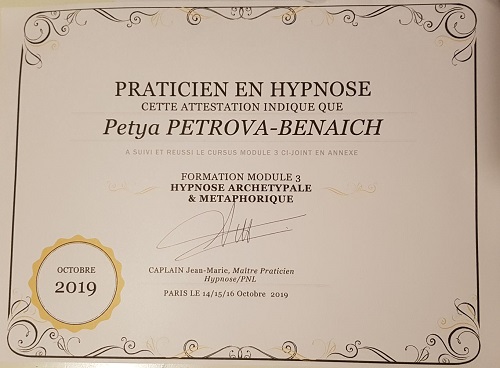 PRATICIEN EN HYPNOSE
CETTE ATTESTATION INDIQUE QUE
Petya PETROVA-BENAICH
A SUIVI ET REUSSI LE CURSUS MODULE 3 CI-JOINT EN ANNEXE
FORMATION MODULE 3
HYPNOSE ARCHETYPALE
& METAPHORIQUE
OCTOBRE
2019
CAPLAIN Jean-Marie, Maître Praticien
Hypnose/PNL
PARIS LE 14/15/16 Octobre 2019